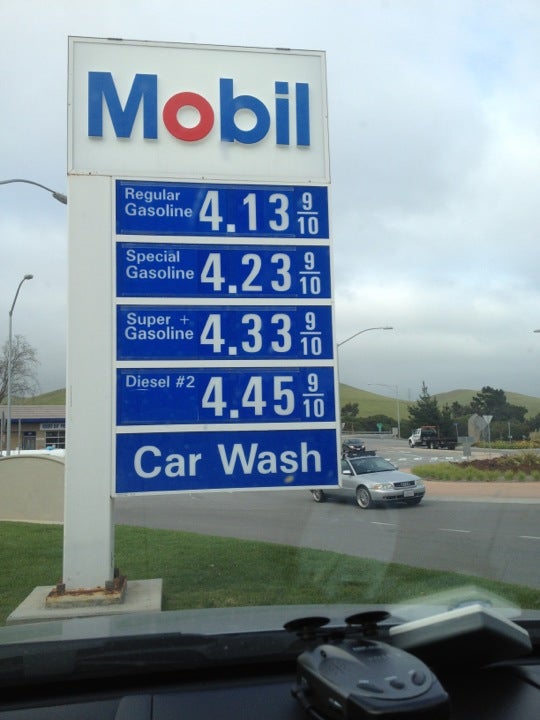 Mobil
Regular
Gasoline 4.13 9/10
Special
Gasoline 4.23 9/10
Super +
Gasoline 4.33 9/10
Diesel #2 4.45 9/10
Car Wash